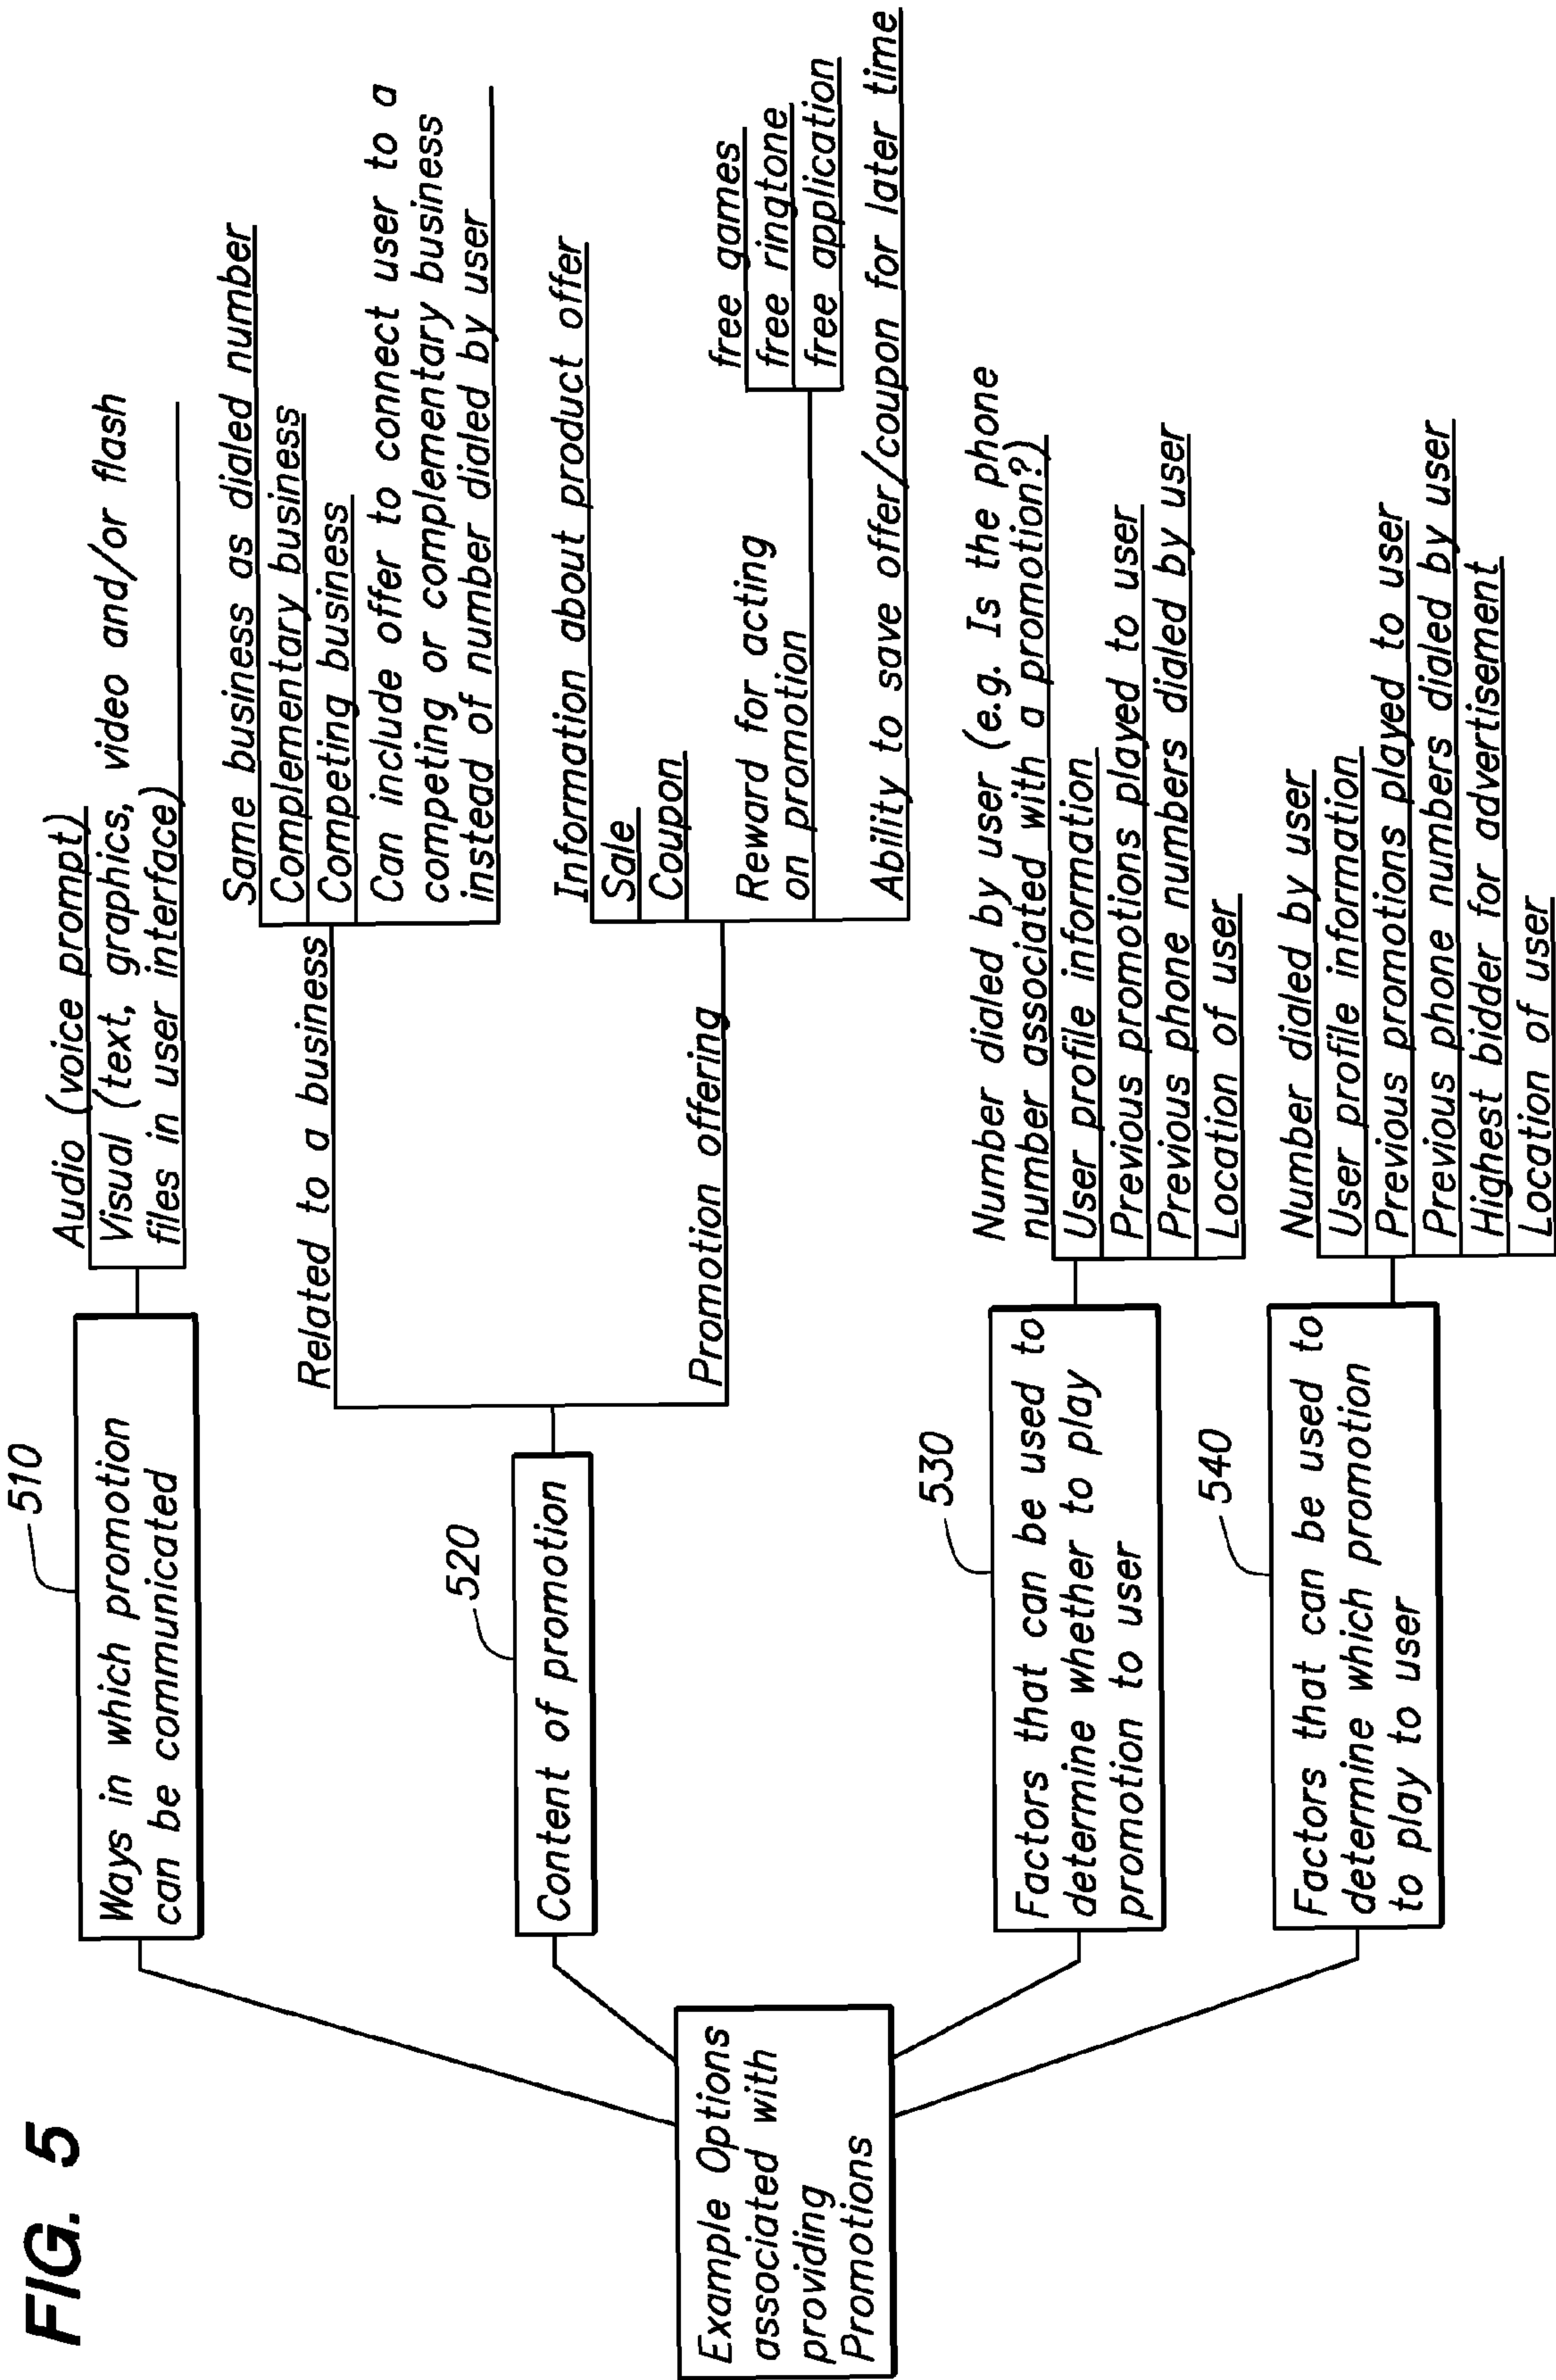 FIG. 5
Example Options
associated with
providing
Promotions
510
Ways in which promotion
can be communicated
Audio (voice prompt)
Visual (text, graphics, video and/or flash
files in user interface)
520
Content of promotion
Related to a business
Same business as dialed number
Complementary business
Competing business
Can include offer to connect user to a
competing or complementary business
instead of number dialed by user
Promotion offering
Information about product offer
Sale
Coupon
Reward for acting
on promotion
free games
free ringtone
free application
Ability to save offer/coupon for later time
530
Factors that can be used to
determine whether to play
promotion to user
Number dialed by user (e.g. Is the phone
number associated with a promotion?)
User profile information
Previous promotions played to user
Previous phone numbers dialed by user
Location of user
540
Factors that can be used to
determine which promotion
to play to user
Number dialed by user
User profile information
Previous promotions played to user
Previous phone numbers dialed by user
Highest bidder for advertisement
Location of user